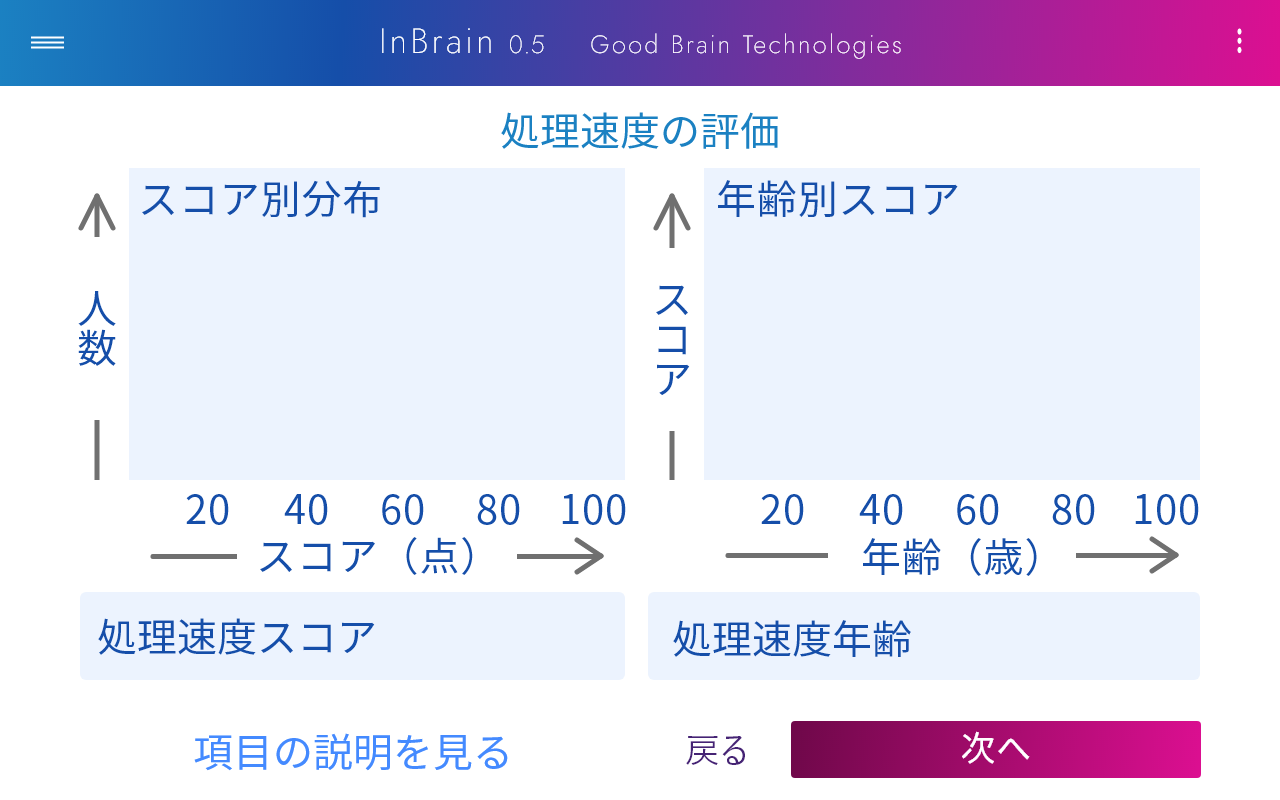 InBrain 0.5 Good Brain Technologies
処理速度の評価
スコア別分布
人数
20 40 60 80 100
スコア（点）
処理速度スコア
年齢別スコア
スコア
20 40 60 80 100
年齢（歳）
処理速度年齢
項目の説明を見る
戻る
次へ